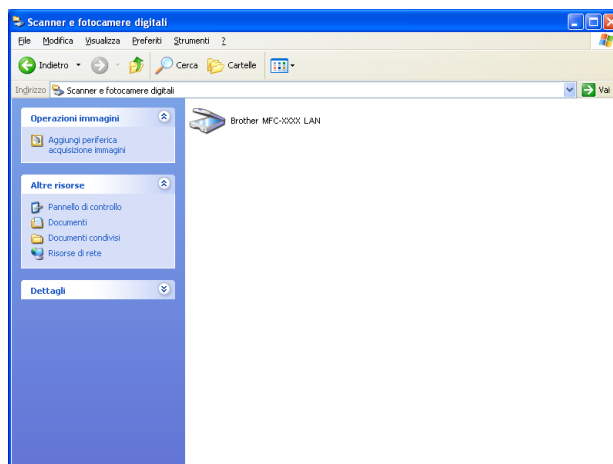 Scanner e fotocamere digitali
File Modifica Visualizza Preferiti Strumenti ?
Indietro Cerca Cartelle
Indirizzo Scanner e fotocamere digitali Vai
Operazioni immagini
Aggiungi periferica
acquisizione immagini
Brother MFC-XXXX LAN
Altre risorse
Pannello di controllo
Documenti
Documenti condivisi
Risorse di rete
Dettagli